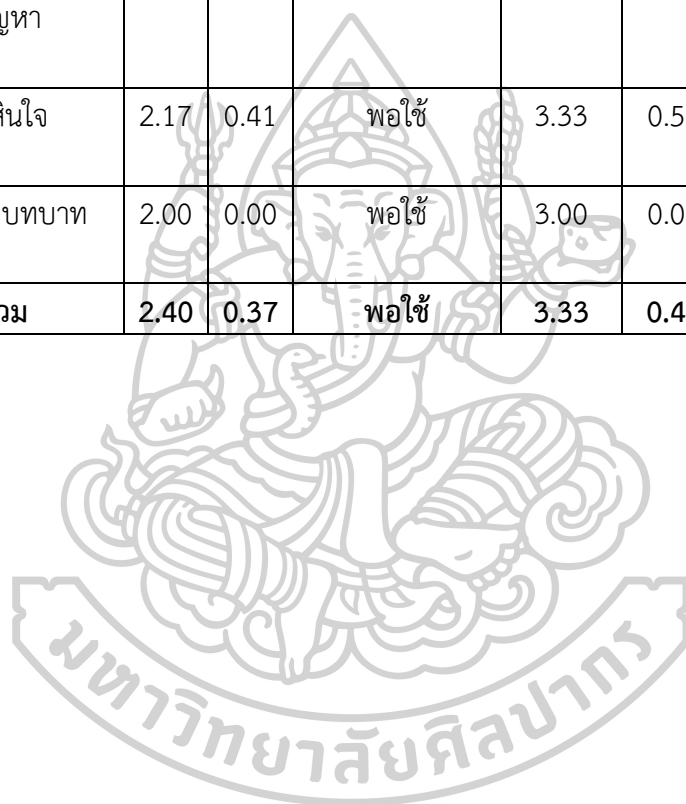 ญหา
สินใจ 2.17 0.41 พอใช้ 3.33 0.5
บทบาท 2.00 0.00 พอใช้ 3.00 0.0
วม 2.40 0.37 พอใช้ 3.33 0.4
มหาวิทยาลัยศิลปากร